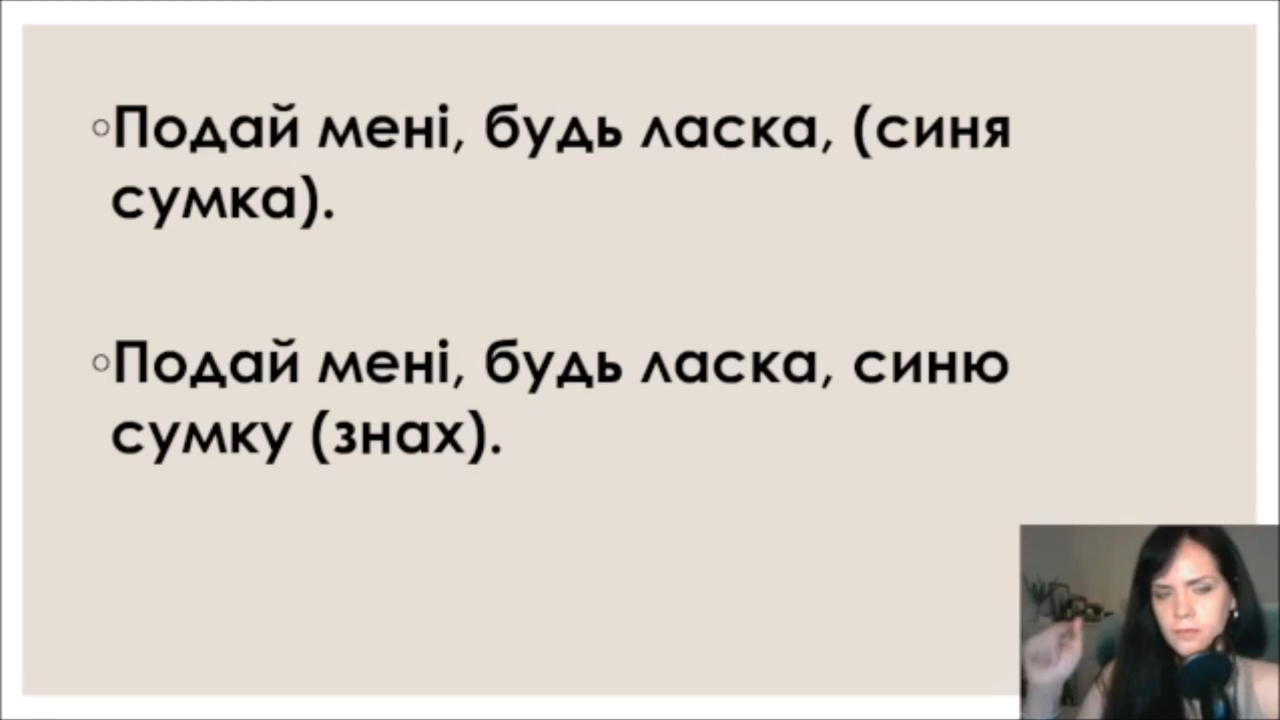 ◦Подай мені, будь ласка, (синя
сумка).
◦Подай мені, будь ласка, синю
сумку (знах).